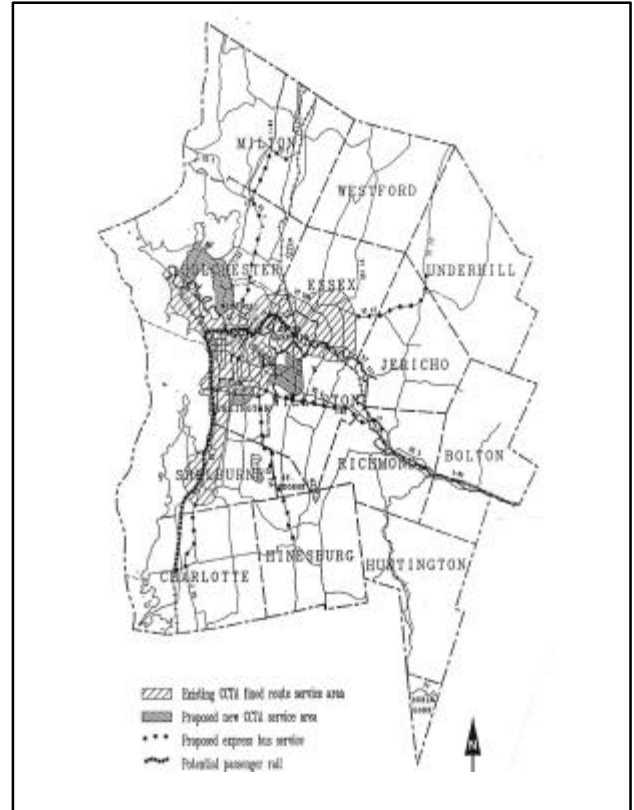 MILTON
WESTFORD
COLCHESTER
ESSEX
UNDERHILL
JERICHO
WILLISTON
BOLTON
RICHMOND
SHELBURNE
HINESBURG
HUNTINGTON
CHARLOTTE
Existing CCTA fixed route service area
Proposed new CCTA service area
Proposed express bus service
Potential passenger rail
N